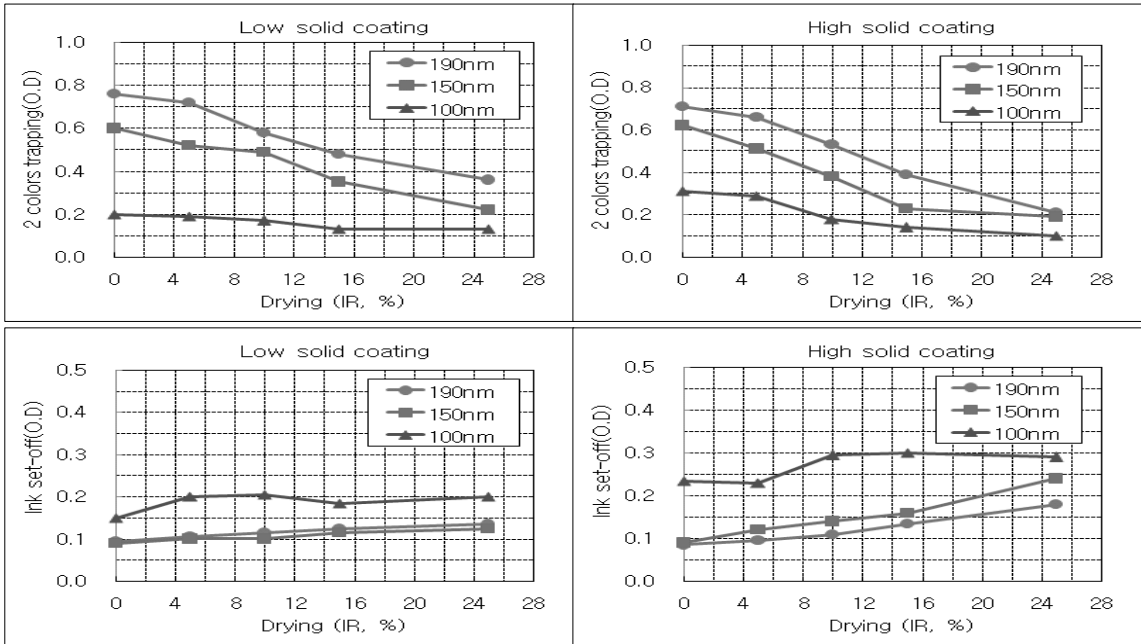 Low solid coating
2 colors trapping(O.D)
1.0
0.8
0.6
0.4
0.2
0.0
190nm
150nm
100nm
0 4 8 12 16 20 24 28
Drying (IR, %)
High solid coating
2 colors trapping(O.D)
1.0
0.8
0.6
0.4
0.2
0.0
190nm
150nm
100nm
0 4 8 12 16 20 24 28
Drying (IR, %)
Low solid coating
Ink set-off(O.D)
0.5
0.4
0.3
0.2
0.1
0.0
190nm
150nm
100nm
0 4 8 12 16 20 24 28
Drying (IR, %)
High solid coating
Ink set-off(O.D)
0.5
0.4
0.3
0.2
0.1
0.0
190nm
150nm
100nm
0 4 8 12 16 20 24 28
Drying (IR, %)